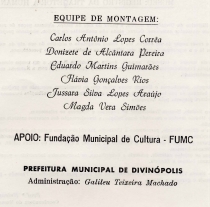 EQUIPE DE MONTAGEM:
Carlos Antônio Lopes Corrêa
Donizete de Alcântara Pereira
Eduardo Martins Guimarães
Flávia Gonçalves Rios
Jussara Silva Lopes Araújo
Magda Vera Simões
APOIO: Fundação Municipal de Cultura - FUMC
PREFEITURA MUNICIPAL DE DIVINÓPOLIS
Administração: Galileu Teixeira Machado